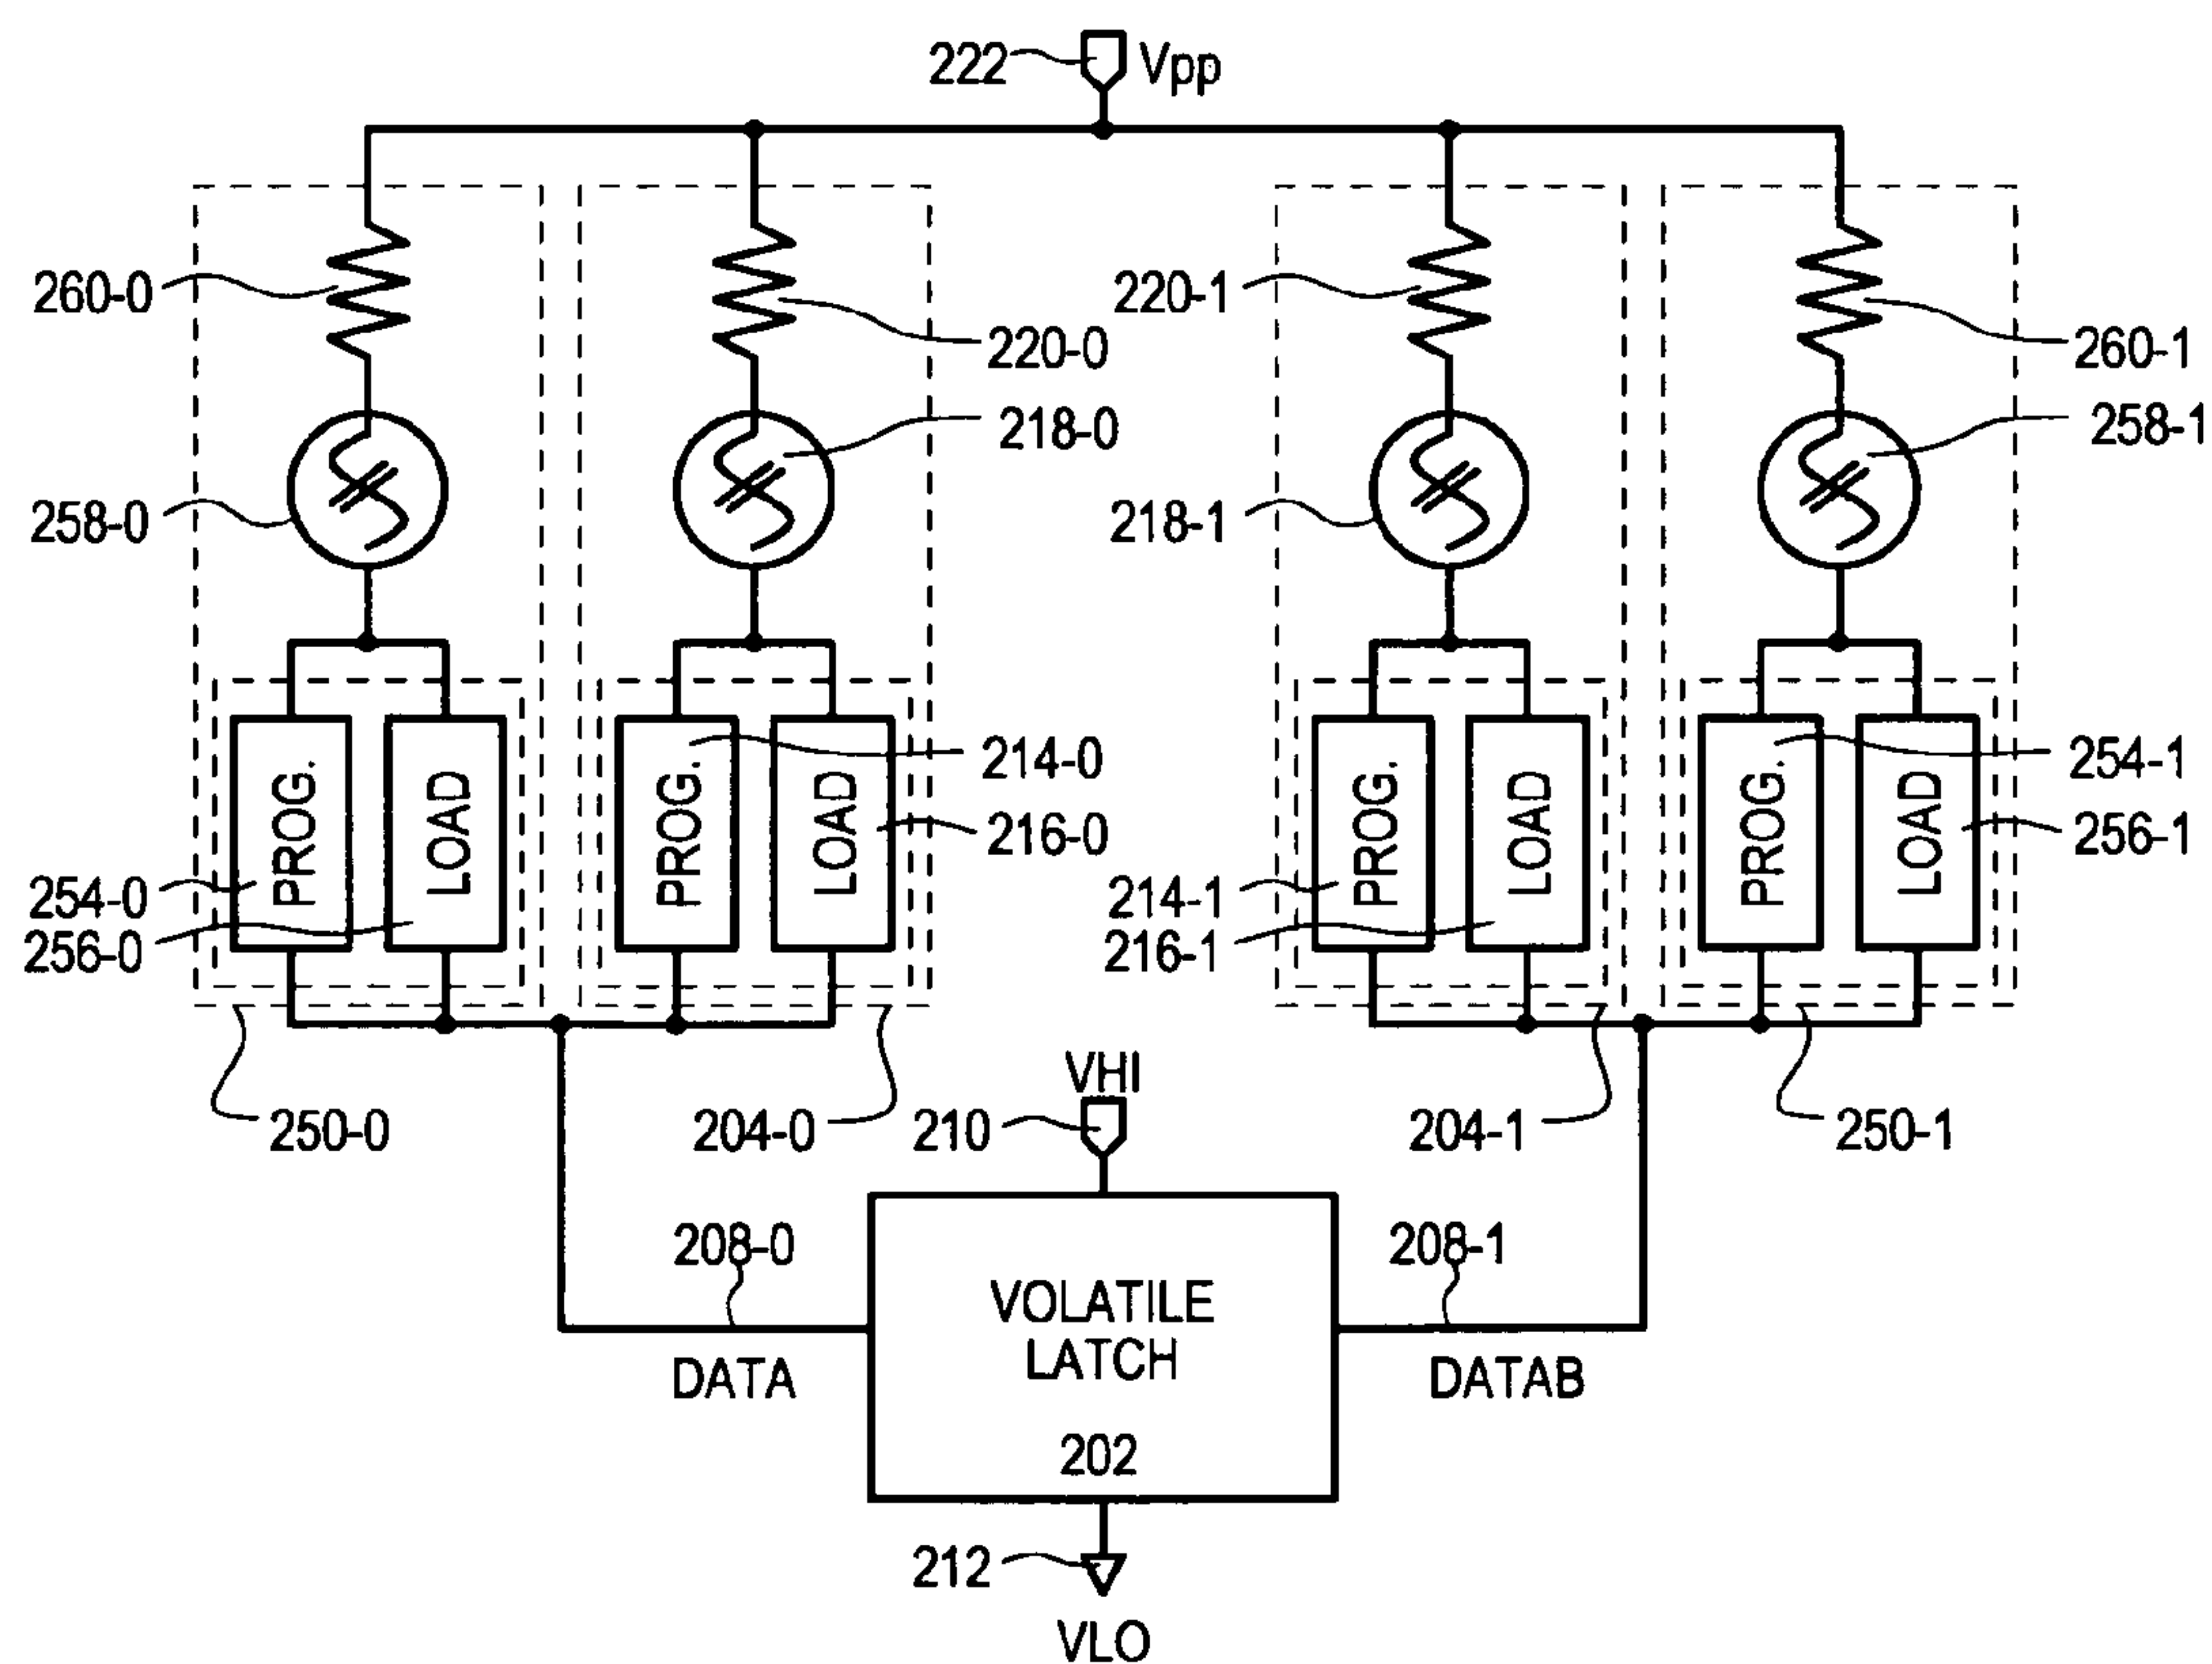 222 Vpp
260-0
220-0
220-1
260-1
218-0
258-1
258-0
218-1
PROG.
LOAD
PROG.
LOAD
PROG.
LOAD
PROG.
LOAD
214-0
254-1
216-0
256-1
254-0
214-1
256-0
216-1
VHI
250-0
204-0
210
204-1
250-1
208-0
208-1
VOLATILE
LATCH
DATA
DATAB
202
212
VLO